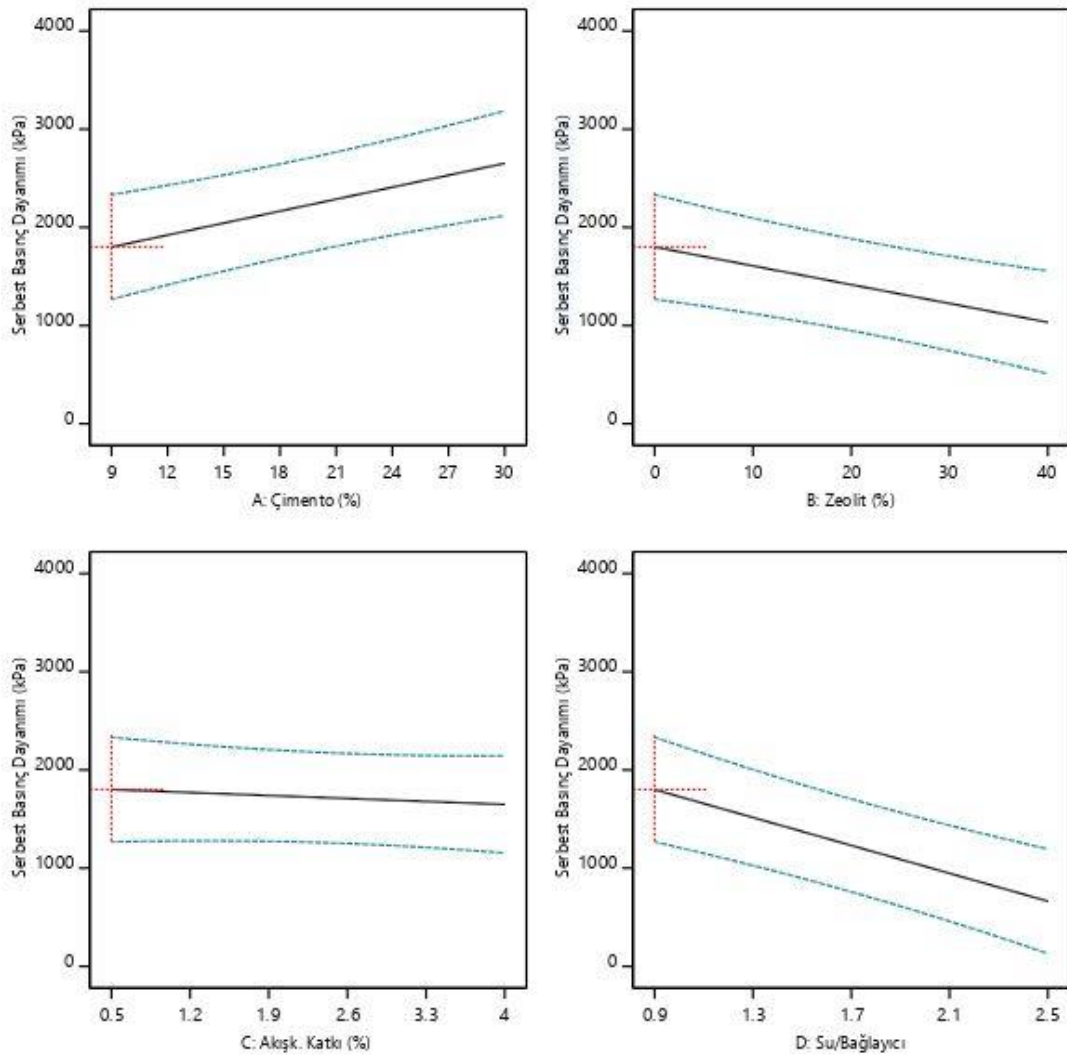 4000
3000
2000
1000
0
Serbest Basınç Dayanımı (kPa)
9 12 15 18 21 24 27 30
A: Çimento (%)
4000
3000
2000
1000
0
Serbest Basınç Dayanımı (kPa)
0 10 20 30 40
B: Zeolit (%)
4000
3000
2000
1000
0
Serbest Basınç Dayanımı (kPa)
0.5 1.2 1.9 2.6 3.3 4
C: Akışk. Katkı (%)
4000
3000
2000
1000
0
Serbest Basınç Dayanımı (kPa)
0.9 1.3 1.7 2.1 2.5
D: Su/Bağlayıcı